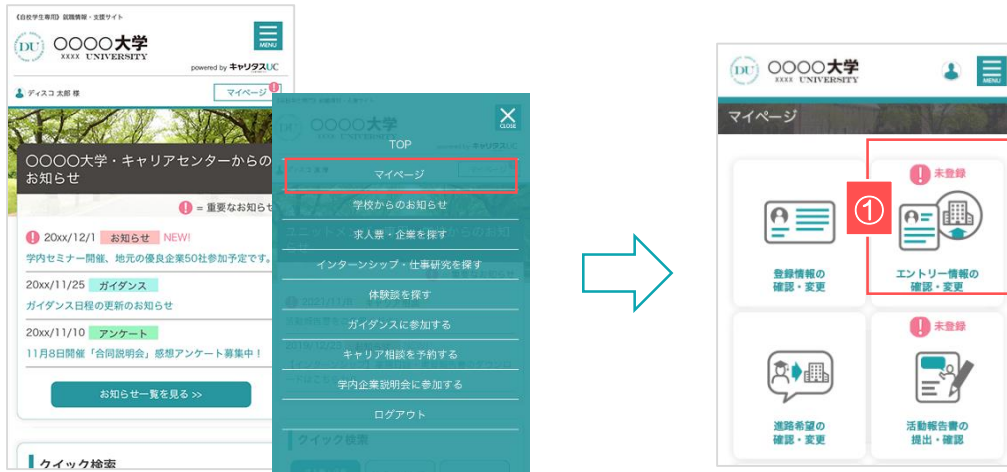 《自校学生専用》就職情報・支援サイト
DU
〇〇〇〇大学
XXXX UNIVERSITY
MENU
powered by キャリタスUC
ディスコ 太郎 様
マイページ
〇〇〇〇大学・キャリアセンターからの
お知らせ
! = 重要なお知らせ
! 20xx/12/1 お知らせ NEW!
学内セミナー開催、地元の優良企業50社参加予定です。
20xx/11/25 ガイダンス
ガイダンス日程の更新のお知らせ
20xx/11/10 アンケート
11月8日開催「合同説明会」感想アンケート募集中!
お知らせ一覧を見る >>
クイック検索
CLOSE
TOP
マイページ
学校からのお知らせ
求人票・企業を探す
インターンシップ・仕事研究を探す
体験談を探す
ガイダンスに参加する
キャリア相談を予約する
学内企業説明会に参加する
ログアウト
クイック検索
DU
〇〇〇〇大学
XXXX UNIVERSITY
MENU
マイページ
登録情報の
確認・変更
①
! 未登録
エントリー情報の
確認・変更
進路希望の
確認・変更
! 未登録
活動報告書の
提出・確認